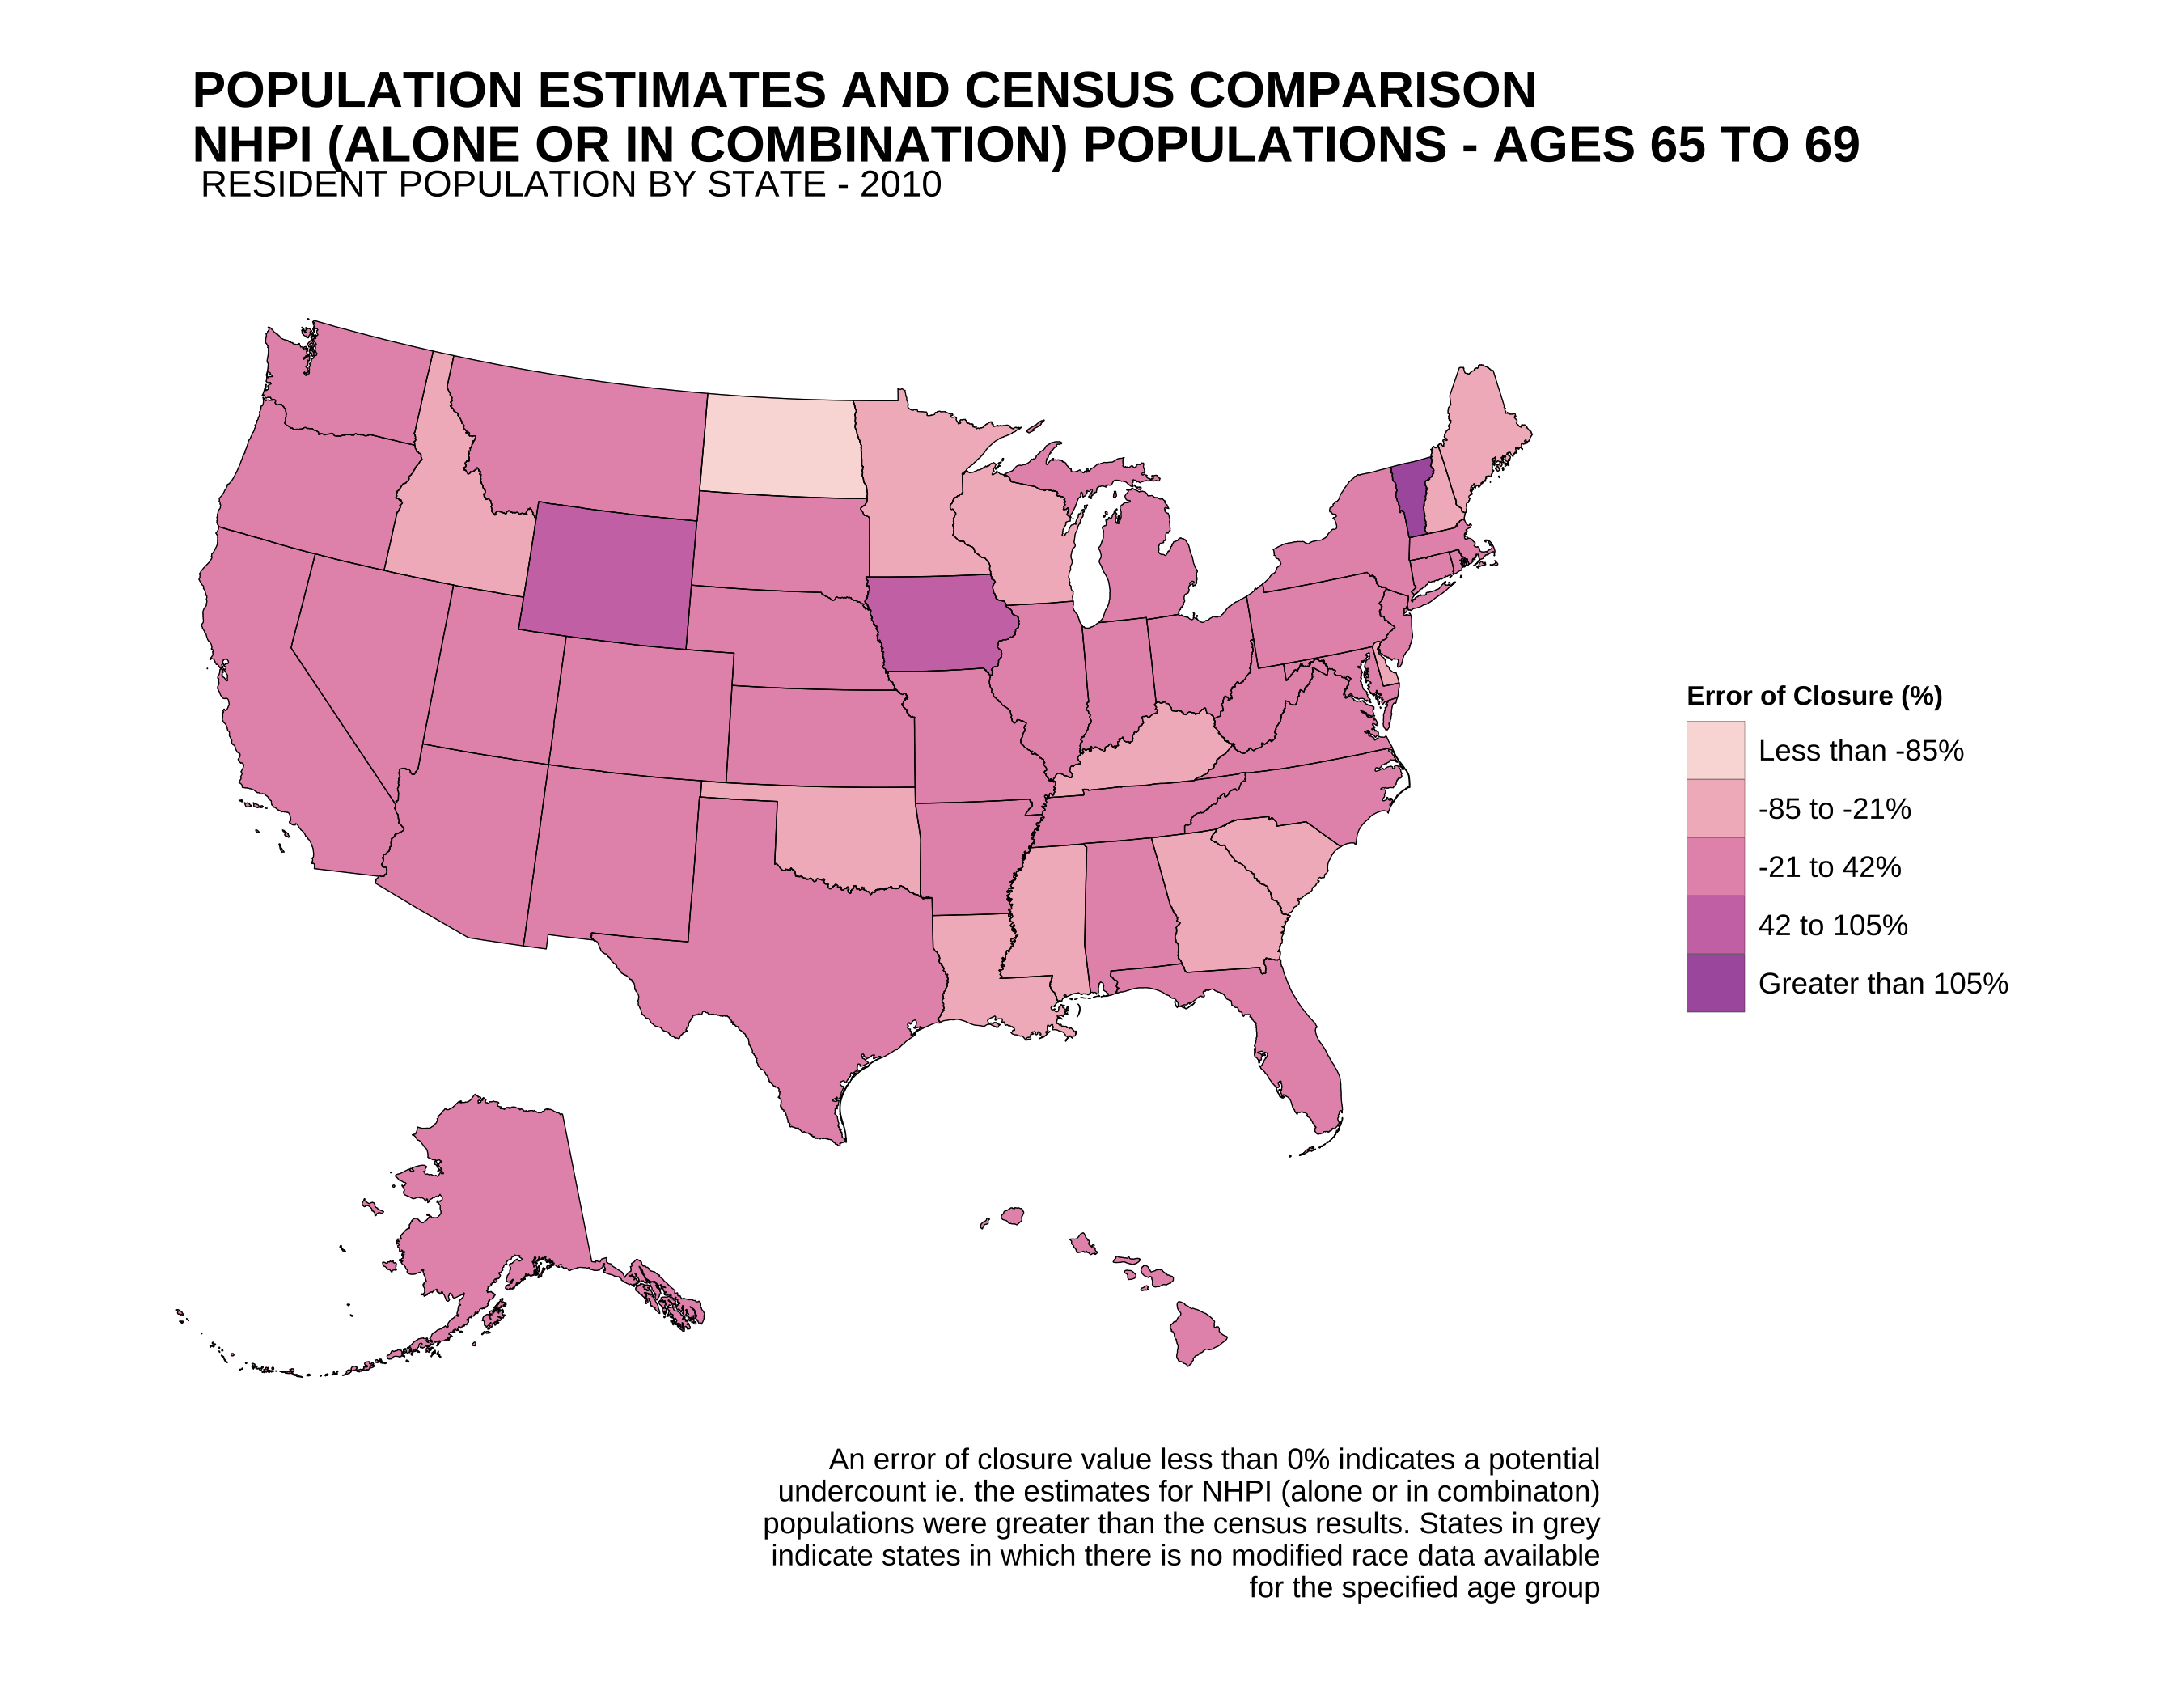 POPULATION ESTIMATES AND CENSUS COMPARISON
NHPI (ALONE OR IN COMBINATION) POPULATIONS - AGES 65 TO 69
RESIDENT POPULATION BY STATE - 2010
Error of Closure (%)
Less than -85%
-85 to -21%
-21 to 42%
42 to 105%
Greater than 105%
An error of closure value less than 0% indicates a potential
undercount ie. the estimates for NHPI (alone or in combinaton)
populations were greater than the census results. States in grey
indicate states in which there is no modified race data available
for the specified age group